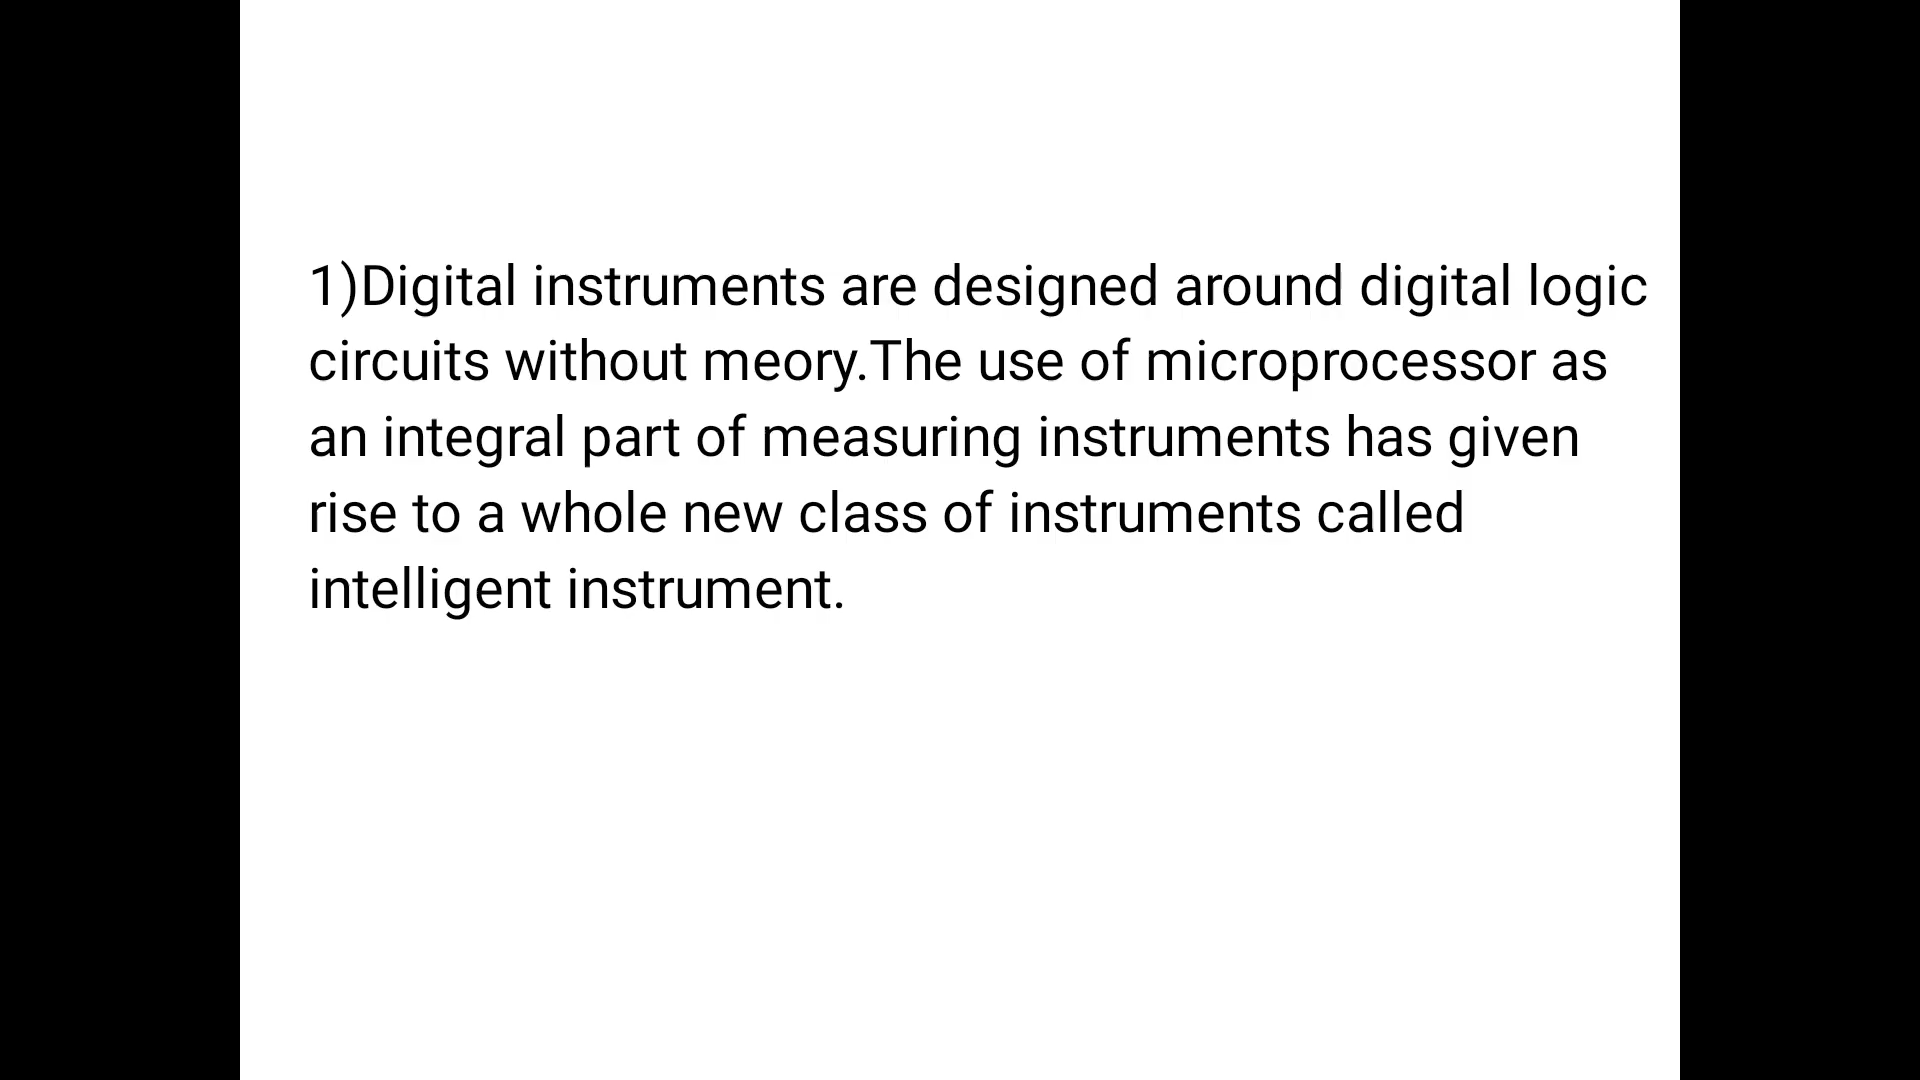 1)Digital instruments are designed around digital logic
circuits without meory.The use of microprocessor as
an integral part of measuring instruments has given
rise to a whole new class of instruments called
intelligent instrument.